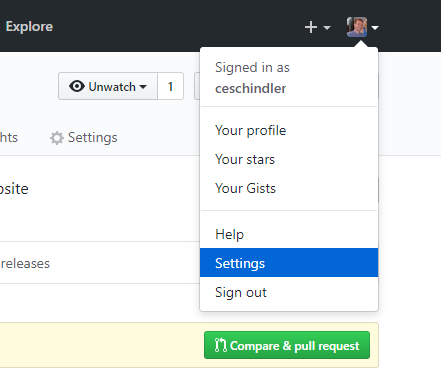 Explore
Signed in as
ceschindler
Unwatch
1
Your profile
hts
Settings
Your stars
osite
Your Gists
Help
releases
Settings
Sign out
Compare & pull request